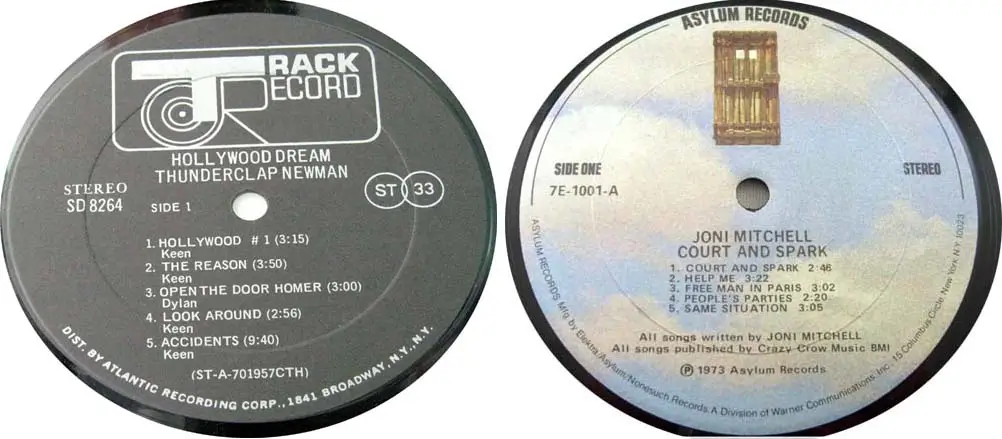 TRACK
RECORD
HOLLYWOOD DREAM
THUNDERCLAP NEWMAN
STEREO
SD 8264
SIDE 1
ST 33
1. HOLLYWOOD # 1 (3:15)
Keen
2. THE REASON (3:50)
Keen
3. OPEN THE DOOR HOMER (3:00)
Dylan
4. LOOK AROUND (2:56)
Keen
5. ACCIDENTS (9:40)
Keen
(ST-A-701957CTH)
DIST. BY ATLANTIC RECORDING CORP., 1841 BROADWAY, N.Y., N.Y.
ASYLUM RECORDS
SIDE ONE
7E-1001-A
STEREO
JONI MITCHELL
COURT AND SPARK
1. COURT AND SPARK 2:46
2. HELP ME 3:22
3. FREE MAN IN PARIS 3:02
4. PEOPLE'S PARTIES 2:20
5. SAME SITUATION 3:05
All songs written by JONI MITCHELL
All songs published by Crazy Crow Music BMI
℗ 1973 Asylum Records
ASYLUM RECORDS Mfg. by Elektra/Asylum/Nonesuch Records. A Division of Warner Communications, Inc. 15 Columbus Circle, New York N.Y. 10023